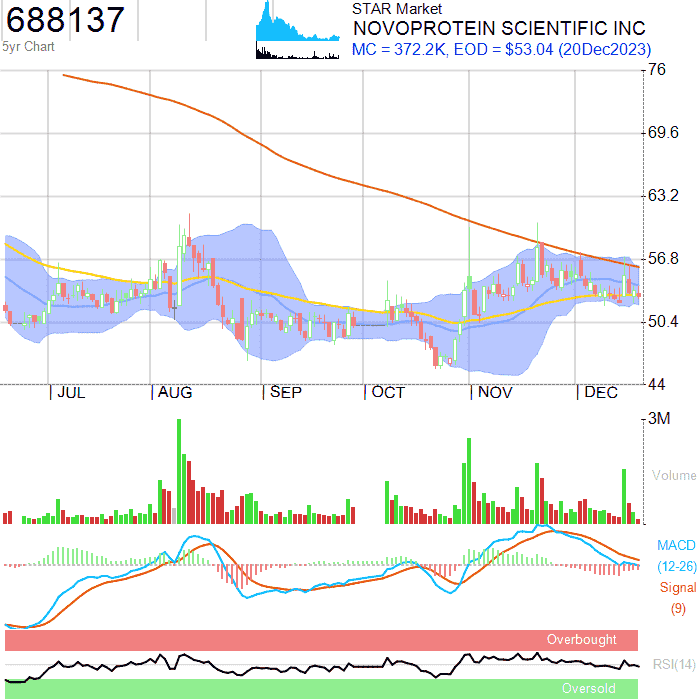 688137
5yr Chart
STAR Market
NOVOPROTEIN SCIENTIFIC INC
MC = 372.2K, EOD = $53.04 (20Dec2023)
76
69.6
63.2
56.8
50.4
44
JUL AUG SEP OCT NOV DEC
3M
Volume
MACD
(12-26)
Signal
(9)
Overbought
RSI(14)
Oversold